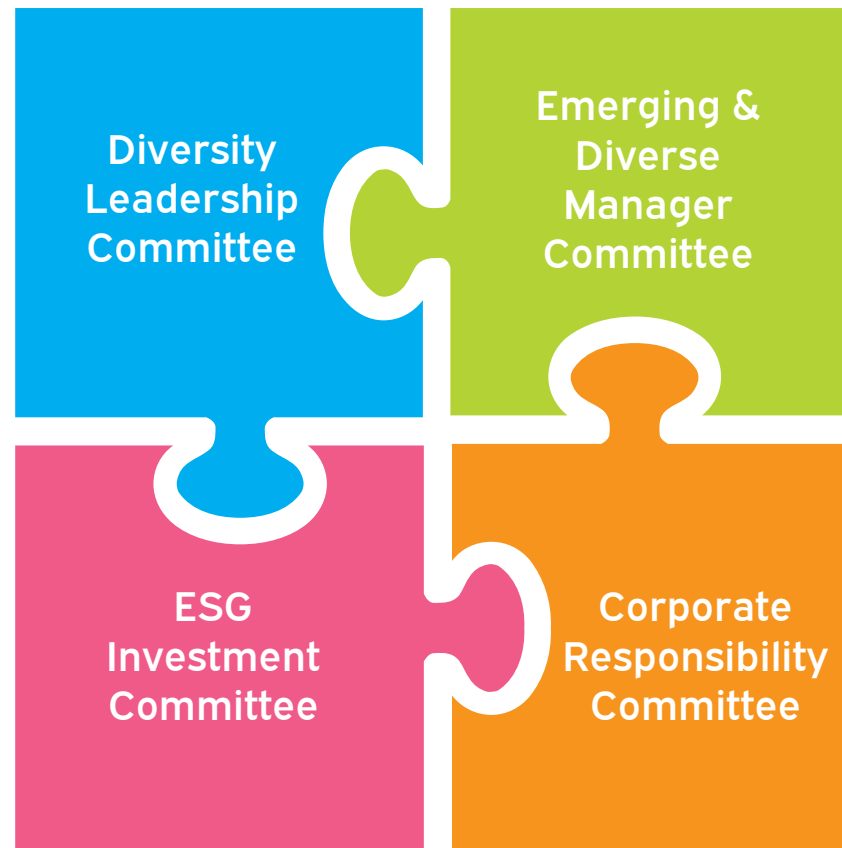 Diversity
Leadership
Committee
Emerging &
Diverse
Manager
Committee
ESG
Investment
Committee
Corporate
Responsibility
Committee